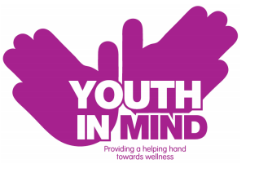 YOUTH
IN MIND
Providing a helping hand
towards wellness